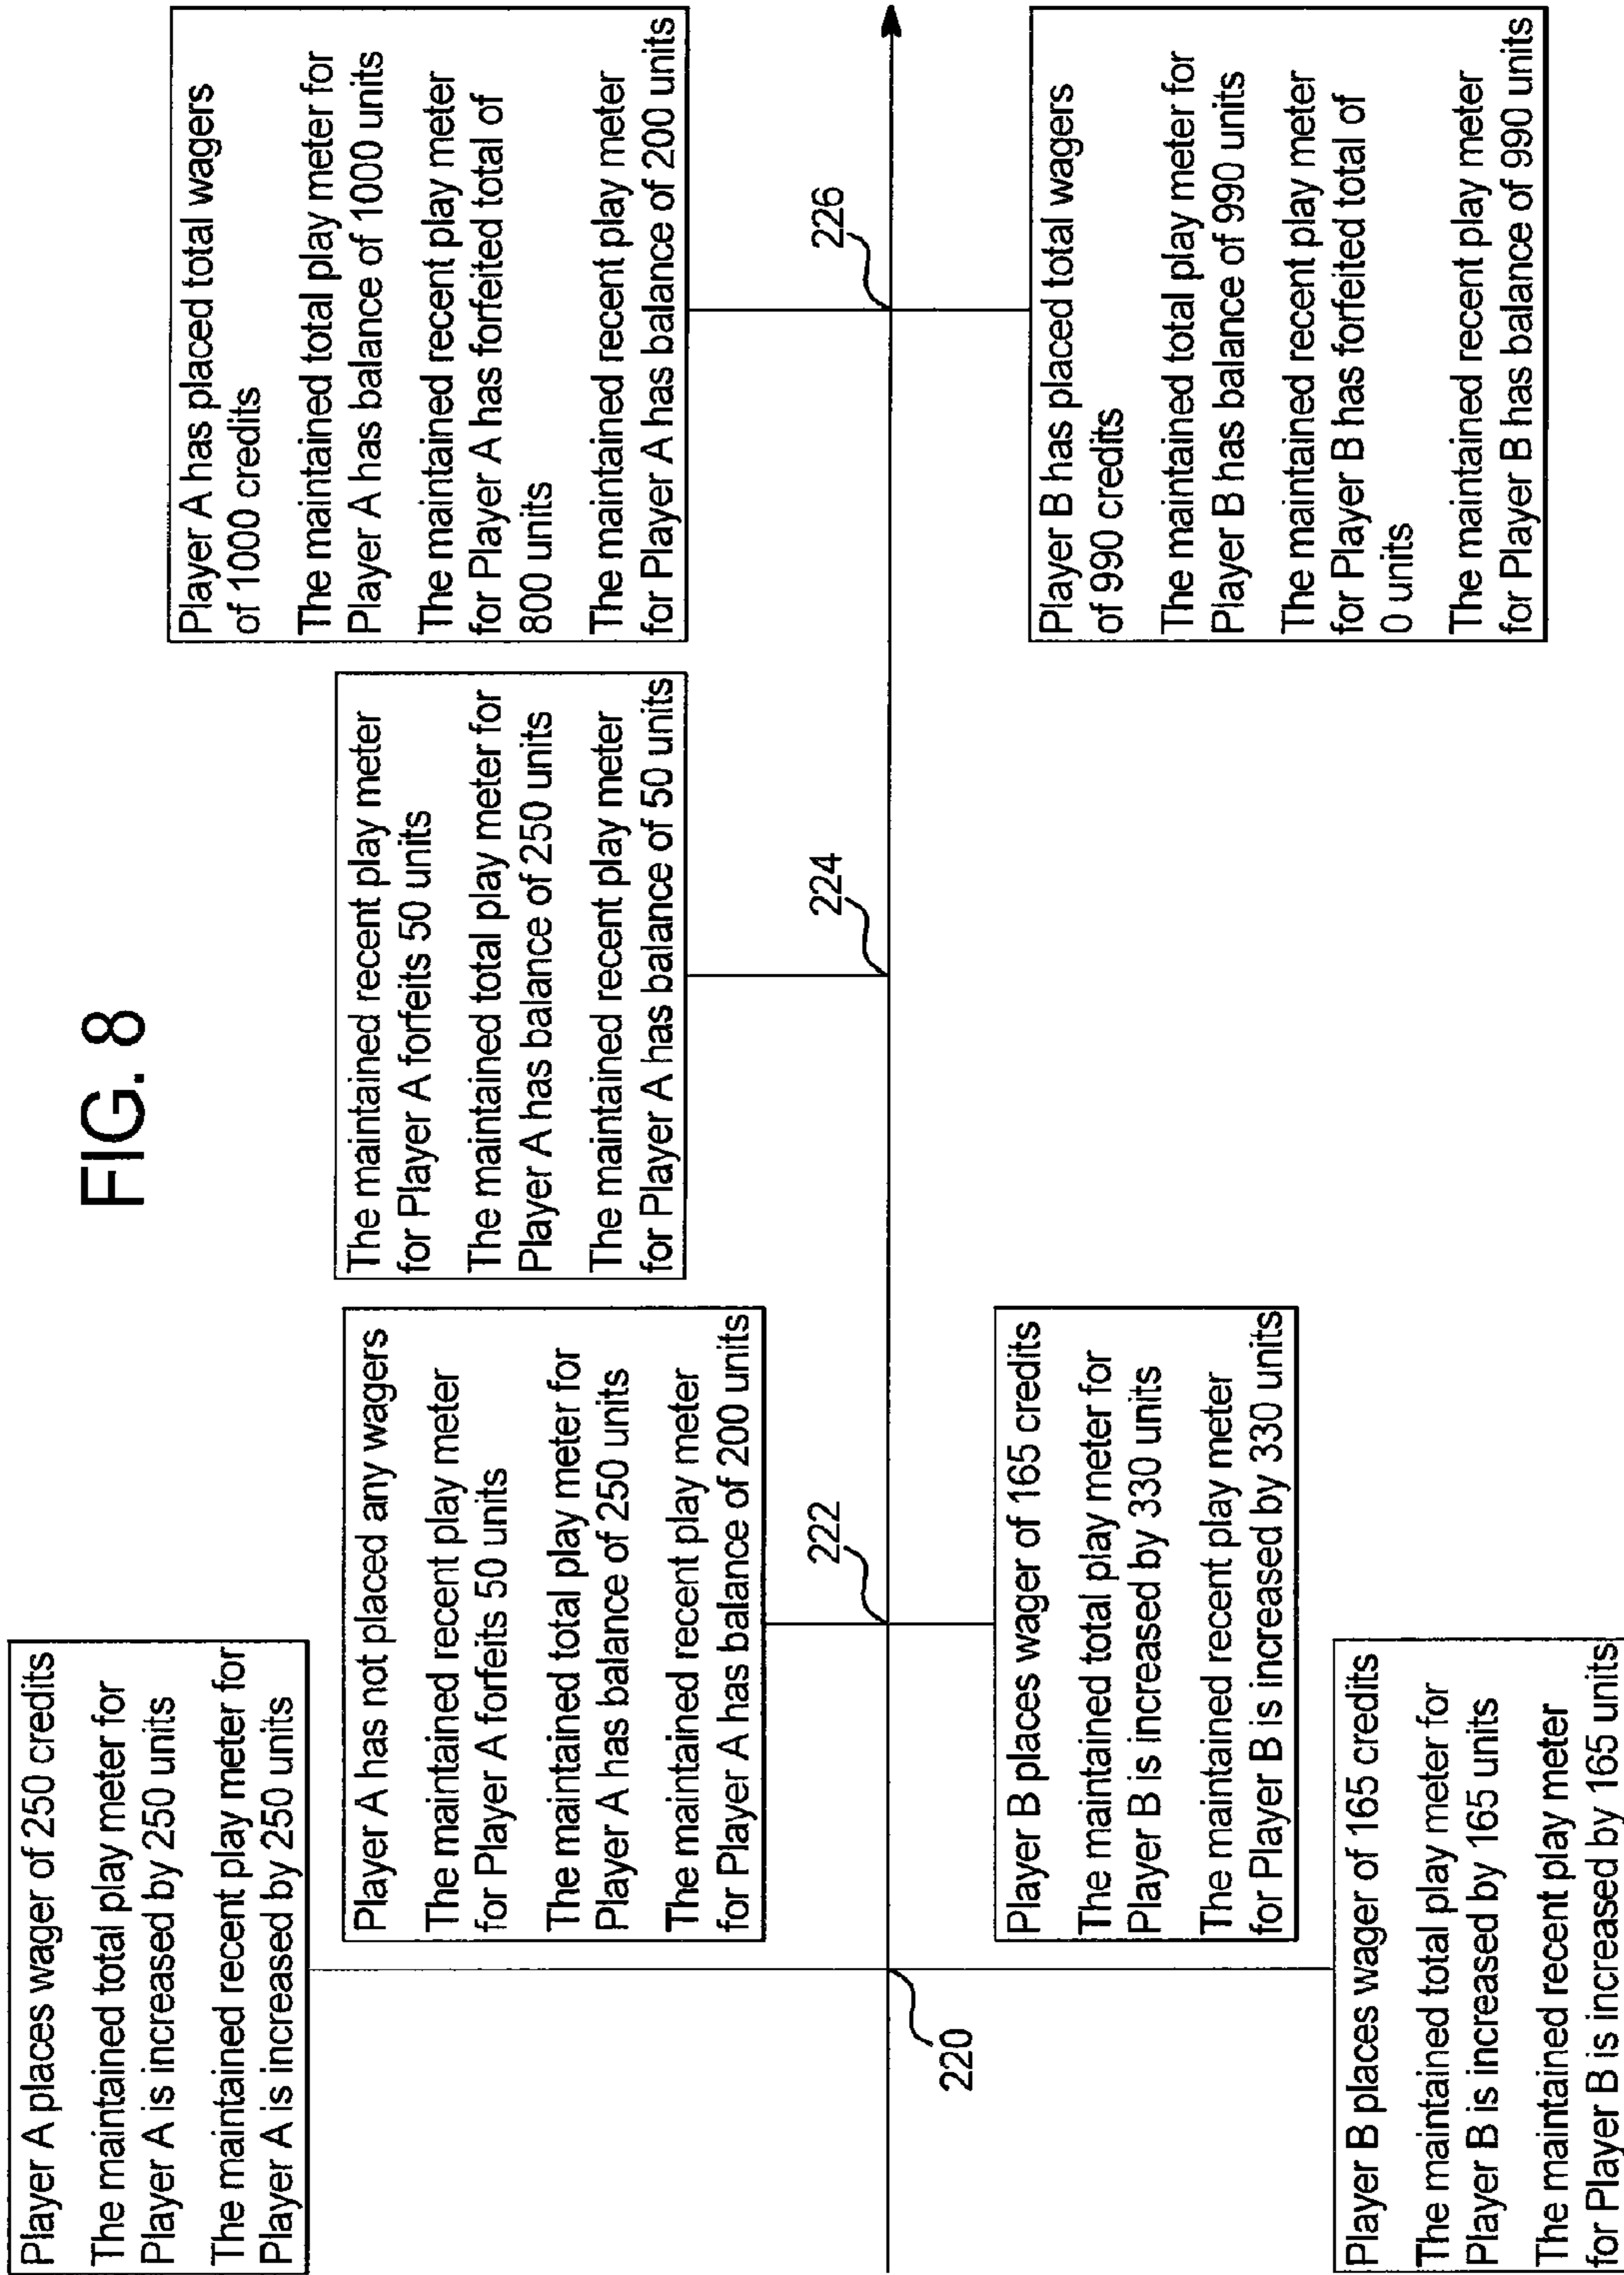 FIG. 8
Player A places wager of 250 credits
The maintained total play meter for
Player A is increased by 250 units
The maintained recent play meter for
Player A is increased by 250 units
Player A has not placed any wagers
The maintained recent play meter
for Player A forfeits 50 units
The maintained total play meter for
Player A has balance of 250 units
The maintained recent play meter
for Player A has balance of 200 units
The maintained recent play meter
for Player A forfeits 50 units
The maintained total play meter for
Player A has balance of 250 units
The maintained recent play meter
for Player A has balance of 50 units
Player A has placed total wagers
of 1000 credits
The maintained total play meter for
Player A has balance of 1000 units
The maintained recent play meter
for Player A has forfeited total of
800 units
The maintained recent play meter
for Player A has balance of 200 units
220
222
224
226
Player B places wager of 165 credits
The maintained total play meter for
Player B is increased by 165 units
The maintained recent play meter
for Player B is increased by 165 units
Player B places wager of 165 credits
The maintained total play meter for
Player B is increased by 330 units
The maintained recent play meter
for Player B is increased by 330 units
Player B has placed total wagers
of 990 credits
The maintained total play meter for
Player B has balance of 990 units
The maintained recent play meter
for Player B has forfeited total of
0 units
The maintained recent play meter
for Player B has balance of 990 units